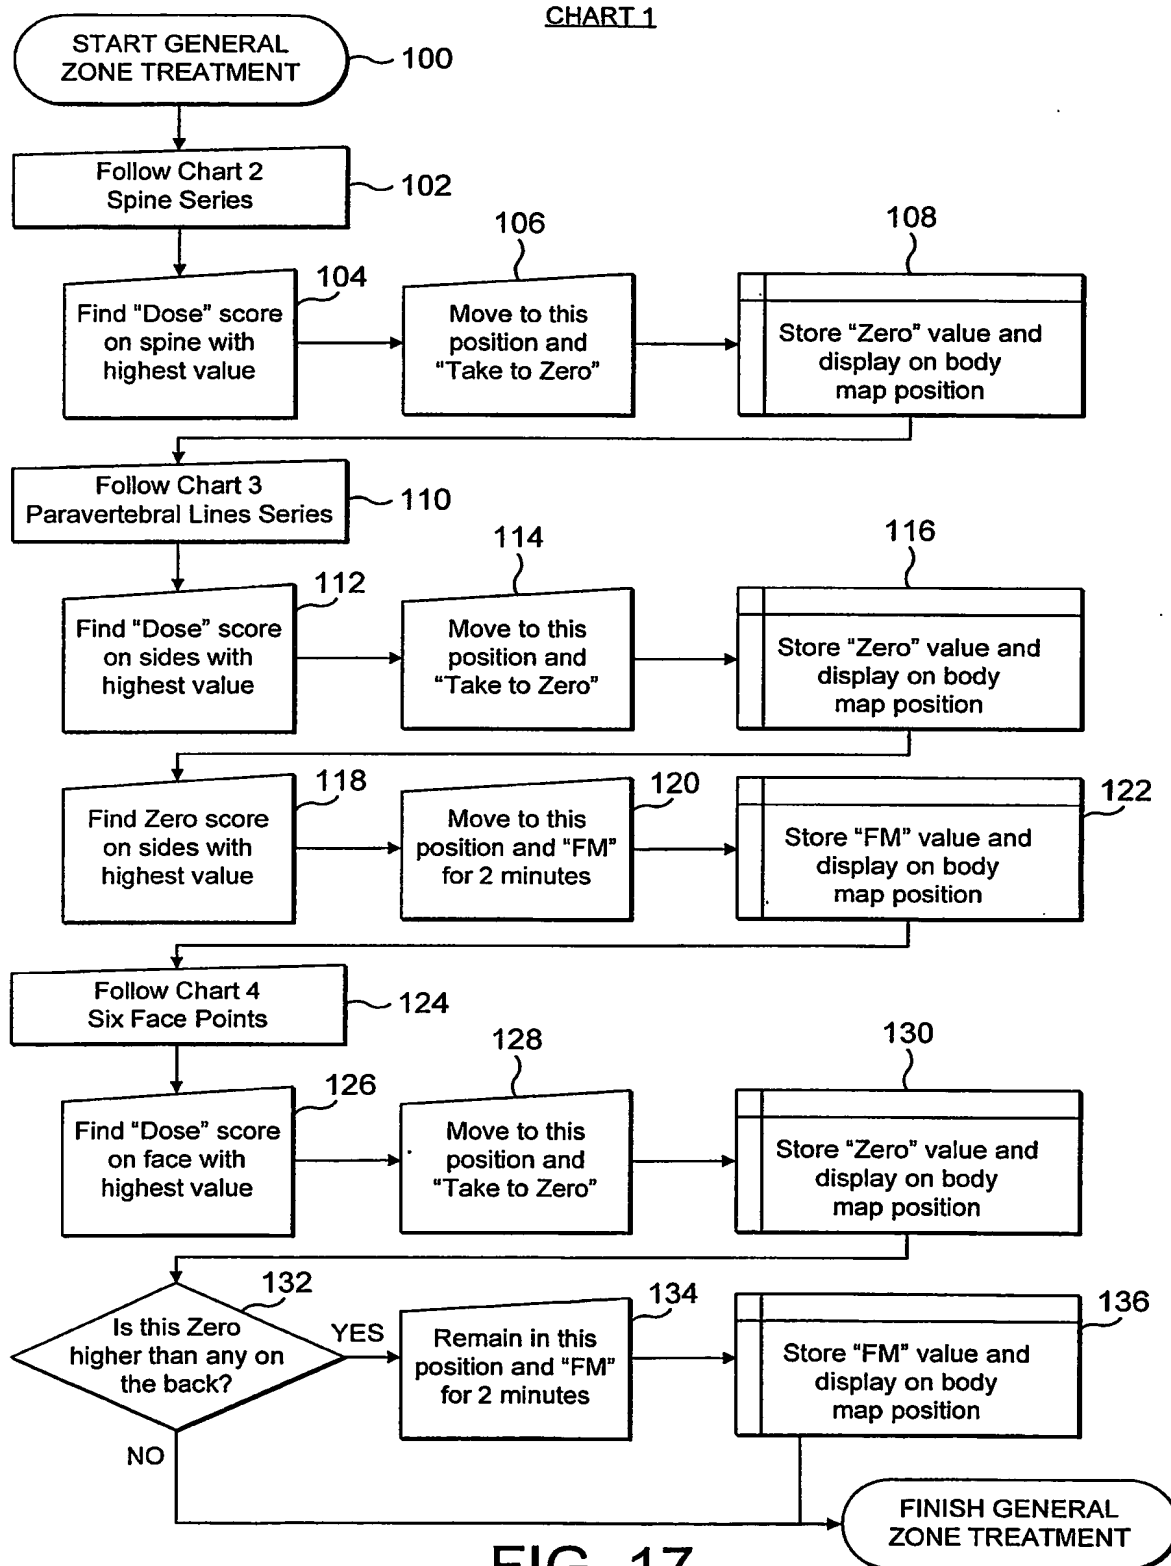 CHART 1
START GENERAL
ZONE TREATMENT
100
Follow Chart 2
Spine Series
102
Find “Dose” score
on spine with
highest value
104
Move to this
position and
“Take to Zero”
106
Store “Zero” value and
display on body
map position
108
Follow Chart 3
Paravertebral Lines Series
110
Find “Dose” score
on sides with
highest value
112
Move to this
position and
“Take to Zero”
114
Store “Zero” value and
display on body
map position
116
Find Zero score
on sides with
highest value
118
Move to this
position and “FM”
for 2 minutes
120
Store “FM” value and
display on body
map position
122
Follow Chart 4
Six Face Points
124
Find “Dose” score
on face with
highest value
126
Move to this
position and
“Take to Zero”
128
Store “Zero” value and
display on body
map position
130
Is this Zero
higher than any on
the back?
132
YES
NO
Remain in this
position and “FM”
for 2 minutes
134
Store “FM” value and
display on body
map position
136
FINISH GENERAL
ZONE TREATMENT
FIG. 17